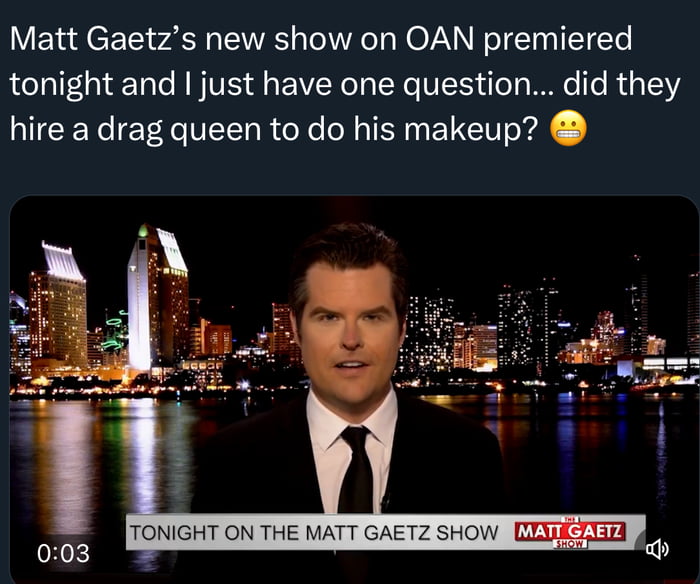 Matt Gaetz’s new show on OAN premiered
tonight and I just have one question... did they
hire a drag queen to do his makeup? 😬
TONIGHT ON THE MATT GAETZ SHOW
THE
MATT GAETZ
SHOW
0:03